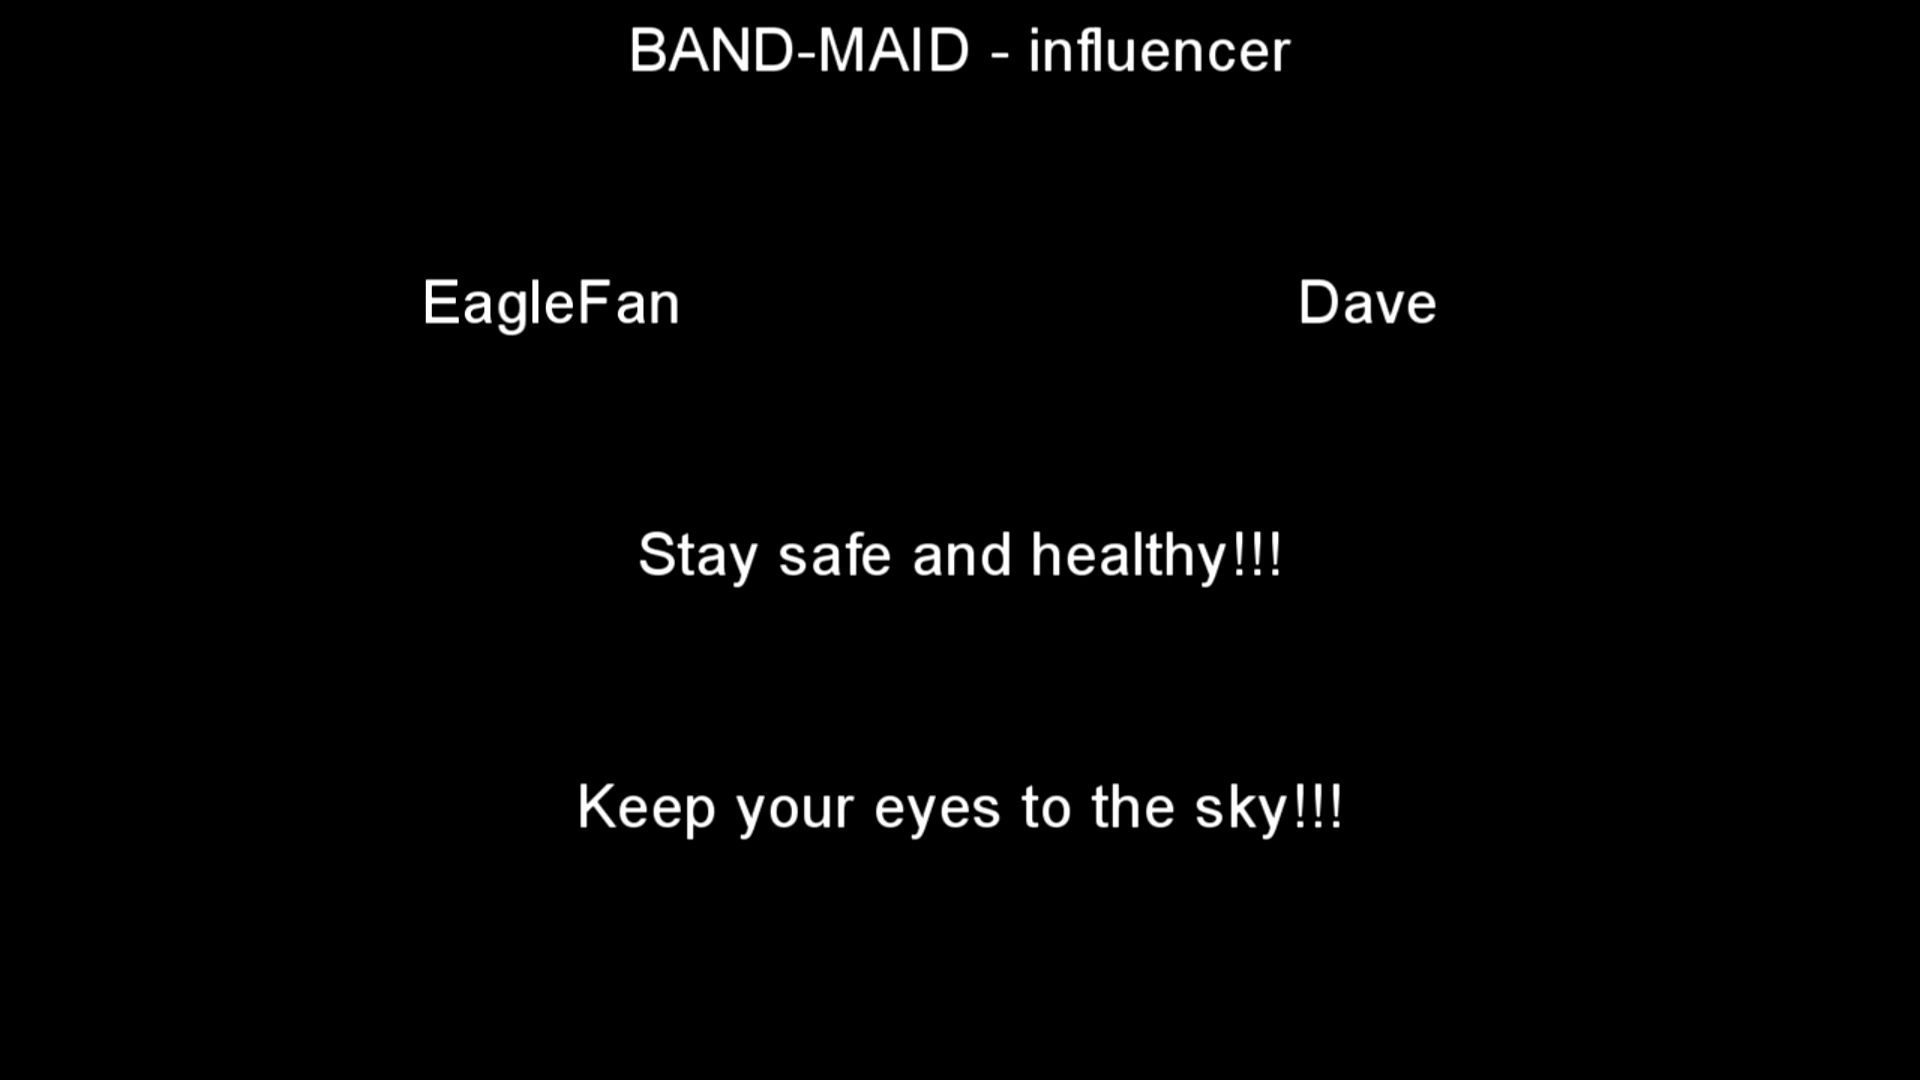 BAND-MAID - influencer
EagleFan Dave
Stay safe and healthy!!!
Keep your eyes to the sky!!!